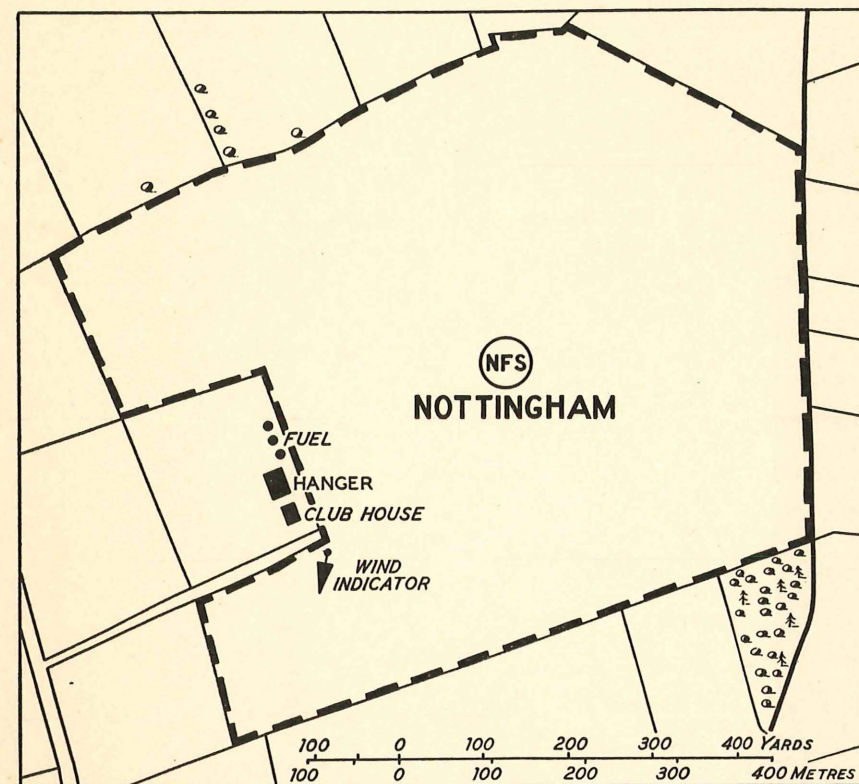 NFS
NOTTINGHAM
FUEL
HANGER
CLUB HOUSE
WIND
INDICATOR
100 0 100 200 300 400 YARDS
100 0 100 200 300 400 METRES